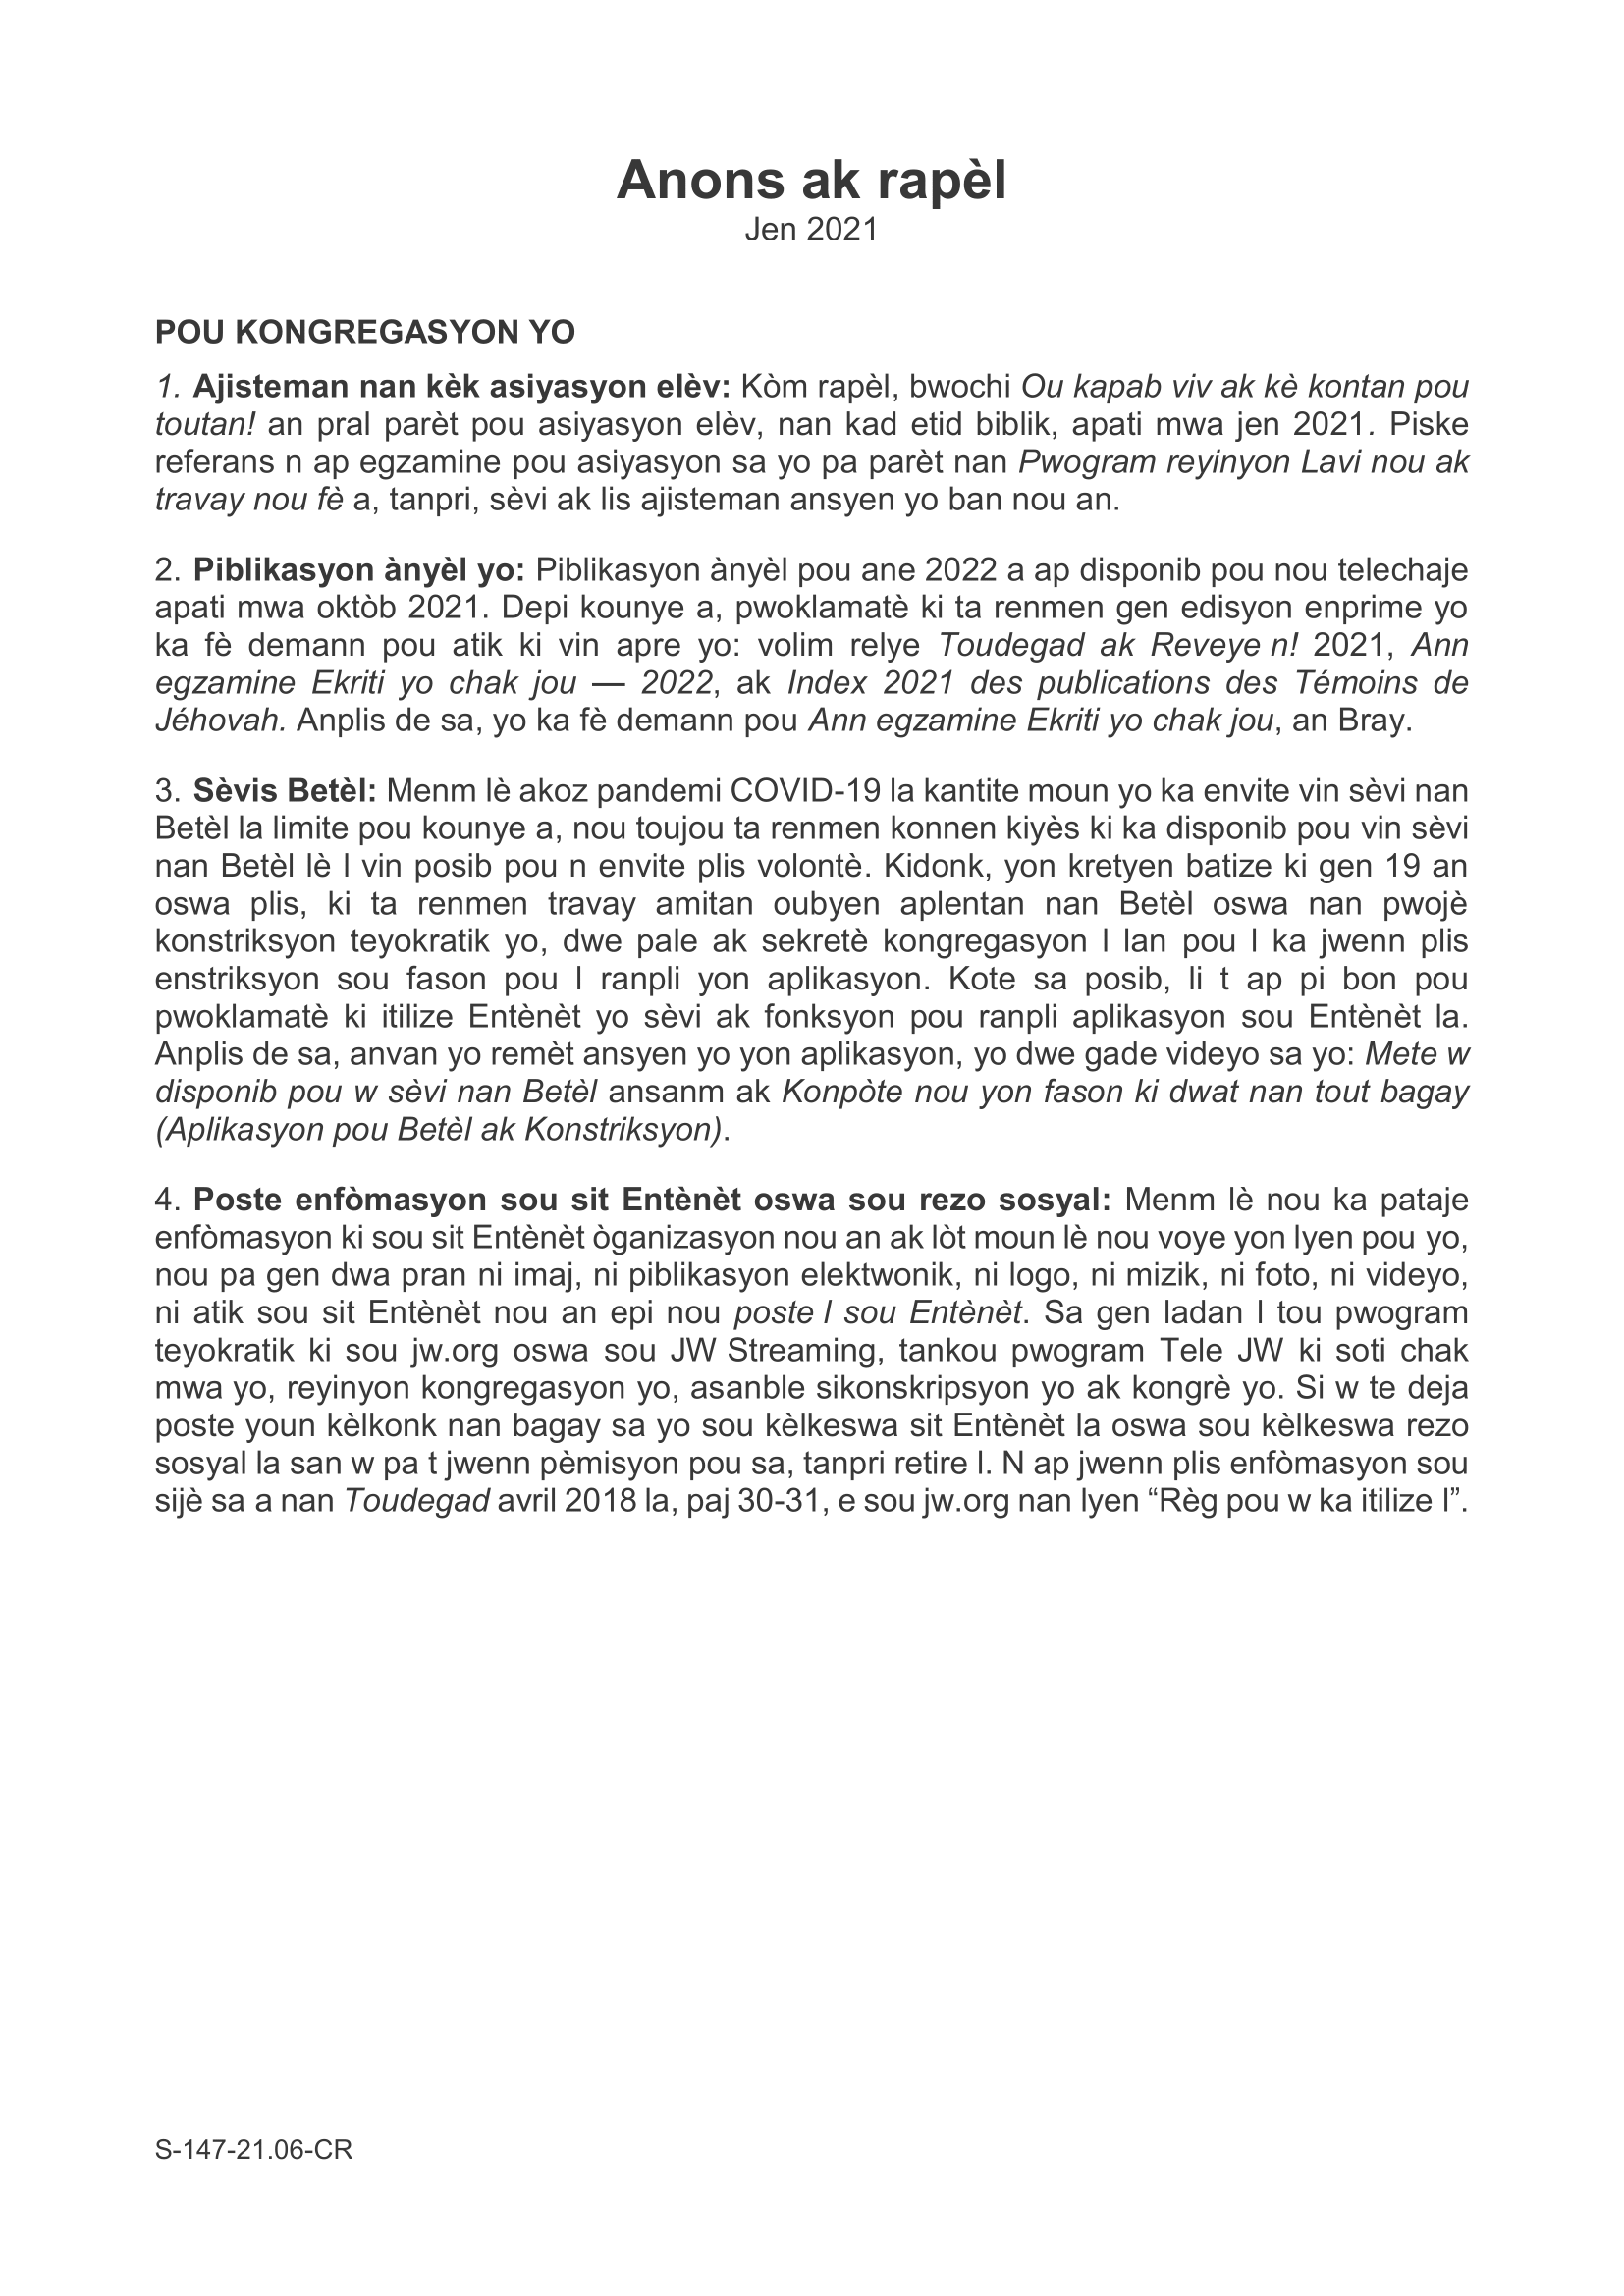 Anons ak rapèl
Jen 2021
POU KONGREGASYON YO
1. Ajisteman nan kèk asiyasyon elèv: Kòm rapèl, bwochi Ou kapab viv ak kè kontan pou
toutan! an pral parèt pou asiyasyon elèv, nan kad etid biblik, apati mwa jen 2021. Piske
referans n ap egzamine pou asiyasyon sa yo pa parèt nan Pwogram reyinyon Lavi nou ak
travay nou fè a, tanpri, sèvi ak lis ajisteman ansyen yo ban nou an.
2. Piblikasyon ànyèl yo: Piblikasyon ànyèl pou ane 2022 a ap disponib pou nou telechaje
apati mwa oktòb 2021. Depi kounye a, pwoklamatè ki ta renmen gen edisyon enprime yo
ka fè demann pou atik ki vin apre yo: volim relye Toudegad ak Reveye n! 2021, Ann
egzamine Ekriti yo chak jou — 2022, ak Index 2021 des publications des Témoins de
Jéhovah. Anplis de sa, yo ka fè demann pou Ann egzamine Ekriti yo chak jou, an Bray.
3. Sèvis Betèl: Menm lè akoz pandemi COVID-19 la kantite moun yo ka envite vin sèvi nan
Betèl la limite pou kounye a, nou toujou ta renmen konnen kiyès ki ka disponib pou vin sèvi
nan Betèl lè l vin posib pou n envite plis volontè. Kidonk, yon kretyen batize ki gen 19 an
oswa plis, ki ta renmen travay amitan oubyen aplentan nan Betèl oswa nan pwojè
konstriksyon teyokratik yo, dwe pale ak sekretè kongregasyon l lan pou l ka jwenn plis
enstriksyon sou fason pou l ranpli yon aplikasyon. Kote sa posib, li t ap pi bon pou
pwoklamatè ki itilize Entènèt yo sèvi ak fonksyon pou ranpli aplikasyon sou Entènèt la.
Anplis de sa, anvan yo remèt ansyen yo yon aplikasyon, yo dwe gade videyo sa yo: Mete w
disponib pou w sèvi nan Betèl ansanm ak Konpòte nou yon fason ki dwat nan tout bagay
(Aplikasyon pou Betèl ak Konstriksyon).
4. Poste enfòmasyon sou sit Entènèt oswa sou rezo sosyal: Menm lè nou ka pataje
enfòmasyon ki sou sit Entènèt òganizasyon nou an ak lòt moun lè nou voye yon lyen pou yo,
nou pa gen dwa pran ni imaj, ni piblikasyon elektwonik, ni logo, ni mizik, ni foto, ni videyo,
ni atik sou sit Entènèt nou an epi nou poste l sou Entènèt. Sa gen ladan l tou pwogram
teyokratik ki sou jw.org oswa sou JW Streaming, tankou pwogram Tele JW ki soti chak
mwa yo, reyinyon kongregasyon yo, asanble sikonskripsyon yo ak kongrè yo. Si w te deja
poste youn kèlkonk nan bagay sa yo sou kèlkeswa sit Entènèt la oswa sou kèlkeswa rezo
sosyal la san w pa t jwenn pèmisyon pou sa, tanpri retire l. N ap jwenn plis enfòmasyon sou
sijè sa a nan Toudegad avril 2018 la, paj 30-31, e sou jw.org nan lyen “Règ pou w ka itilize l”.
S-147-21.06-CR